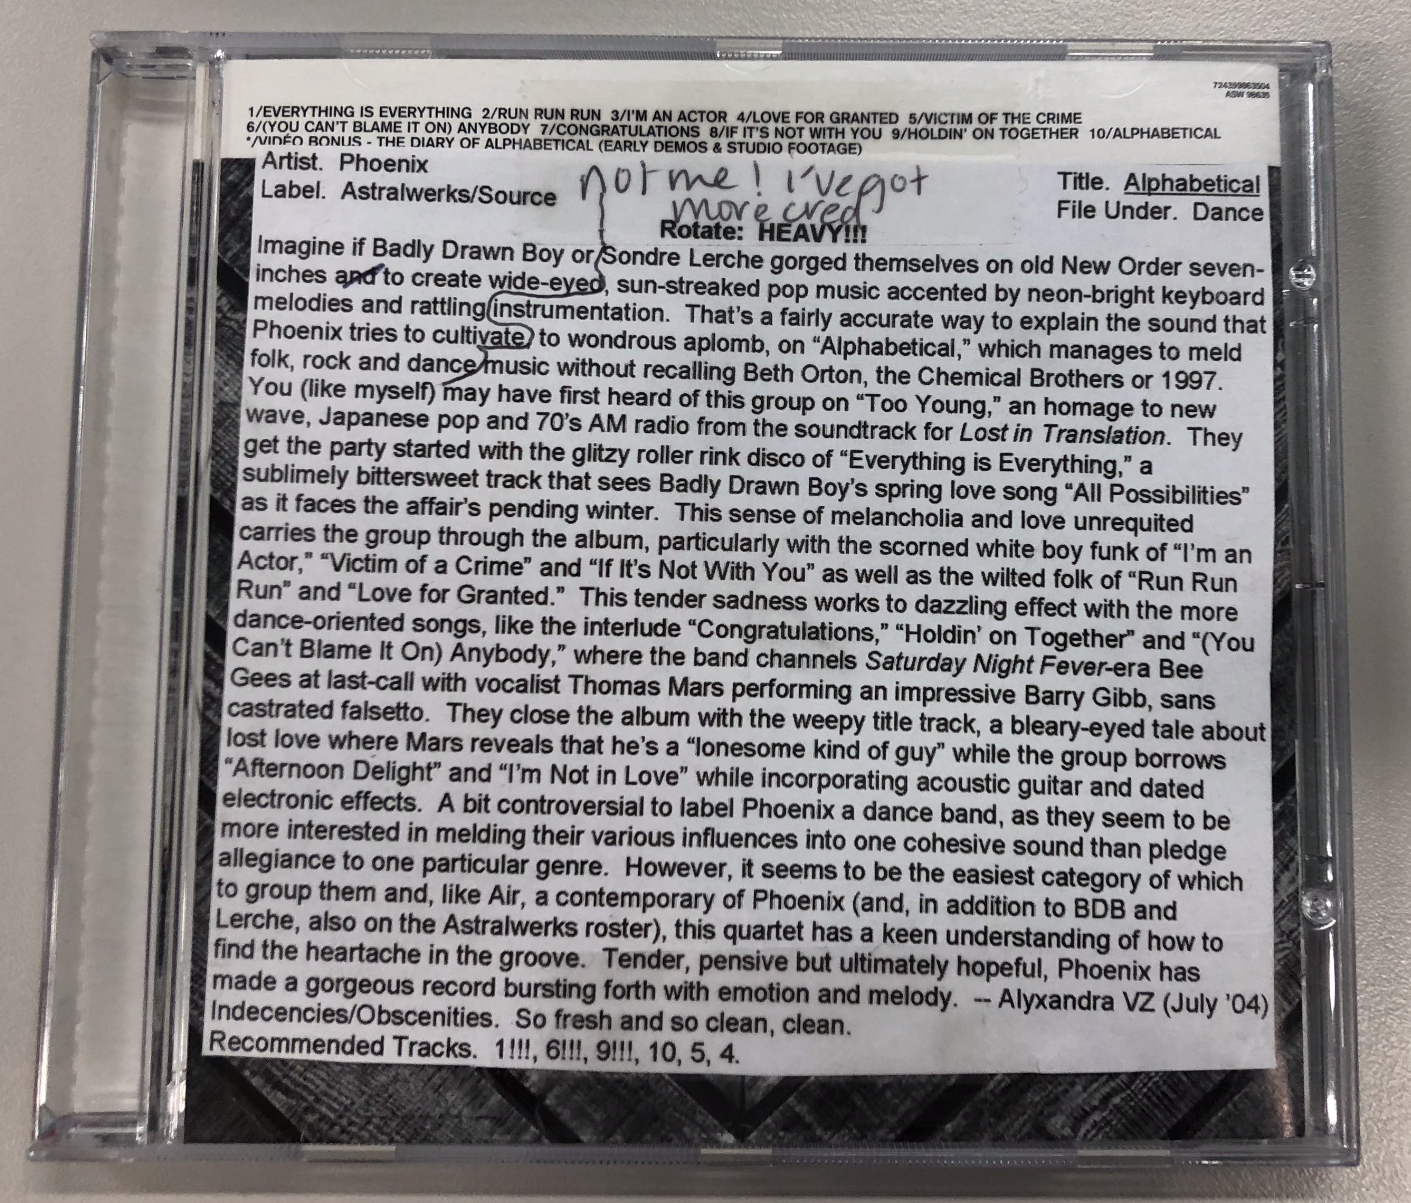 724359863504
ASW 98635
1/EVERYTHING IS EVERYTHING 2/RUN RUN RUN 3/I'M AN ACTOR 4/LOVE FOR GRANTED 5/VICTIM OF THE CRIME
6/(YOU CAN'T BLAME IT ON) ANYBODY 7/CONGRATULATIONS 8/IF IT'S NOT WITH YOU 9/HOLDIN' ON TOGETHER 10/ALPHABETICAL
*/VIDÉO BONUS - THE DIARY OF ALPHABETICAL (EARLY DEMOS & STUDIO FOOTAGE)
Artist. Phoenix
Label. Astralwerks/Source
not me! I've got
more cred
Title. Alphabetical
File Under. Dance
Rotate: HEAVY!!!
Imagine if Badly Drawn Boy or Sondre Lerche gorged themselves on old New Order seven-
inches and to create wide-eyed, sun-streaked pop music accented by neon-bright keyboard
melodies and rattling instrumentation. That's a fairly accurate way to explain the sound that
Phoenix tries to cultivate, to wondrous aplomb, on “Alphabetical,” which manages to meld
folk, rock and dance music without recalling Beth Orton, the Chemical Brothers or 1997.
You (like myself) may have first heard of this group on “Too Young,” an homage to new
wave, Japanese pop and 70's AM radio from the soundtrack for Lost in Translation. They
get the party started with the glitzy roller rink disco of “Everything is Everything,” a
sublimely bittersweet track that sees Badly Drawn Boy's spring love song “All Possibilities”
as it faces the affair's pending winter. This sense of melancholia and love unrequited
carries the group through the album, particularly with the scorned white boy funk of “I'm an
Actor,” “Victim of a Crime” and “If It's Not With You” as well as the wilted folk of “Run Run
Run” and “Love for Granted.” This tender sadness works to dazzling effect with the more
dance-oriented songs, like the interlude “Congratulations,” “Holdin' on Together” and “(You
Can't Blame It On) Anybody,” where the band channels Saturday Night Fever-era Bee
Gees at last-call with vocalist Thomas Mars performing an impressive Barry Gibb, sans
castrated falsetto. They close the album with the weepy title track, a bleary-eyed tale about
lost love where Mars reveals that he's a “lonesome kind of guy” while the group borrows
“Afternoon Delight” and “I'm Not in Love” while incorporating acoustic guitar and dated
electronic effects. A bit controversial to label Phoenix a dance band, as they seem to be
more interested in melding their various influences into one cohesive sound than pledge
allegiance to one particular genre. However, it seems to be the easiest category of which
to group them and, like Air, a contemporary of Phoenix (and, in addition to BDB and
Lerche, also on the Astralwerks roster), this quartet has a keen understanding of how to
find the heartache in the groove. Tender, pensive but ultimately hopeful, Phoenix has
made a gorgeous record bursting forth with emotion and melody. -- Alyxandra VZ (July '04)
Indecencies/Obscenities. So fresh and so clean, clean.
Recommended Tracks. 1!!!, 6!!!, 9!!!, 10, 5, 4.